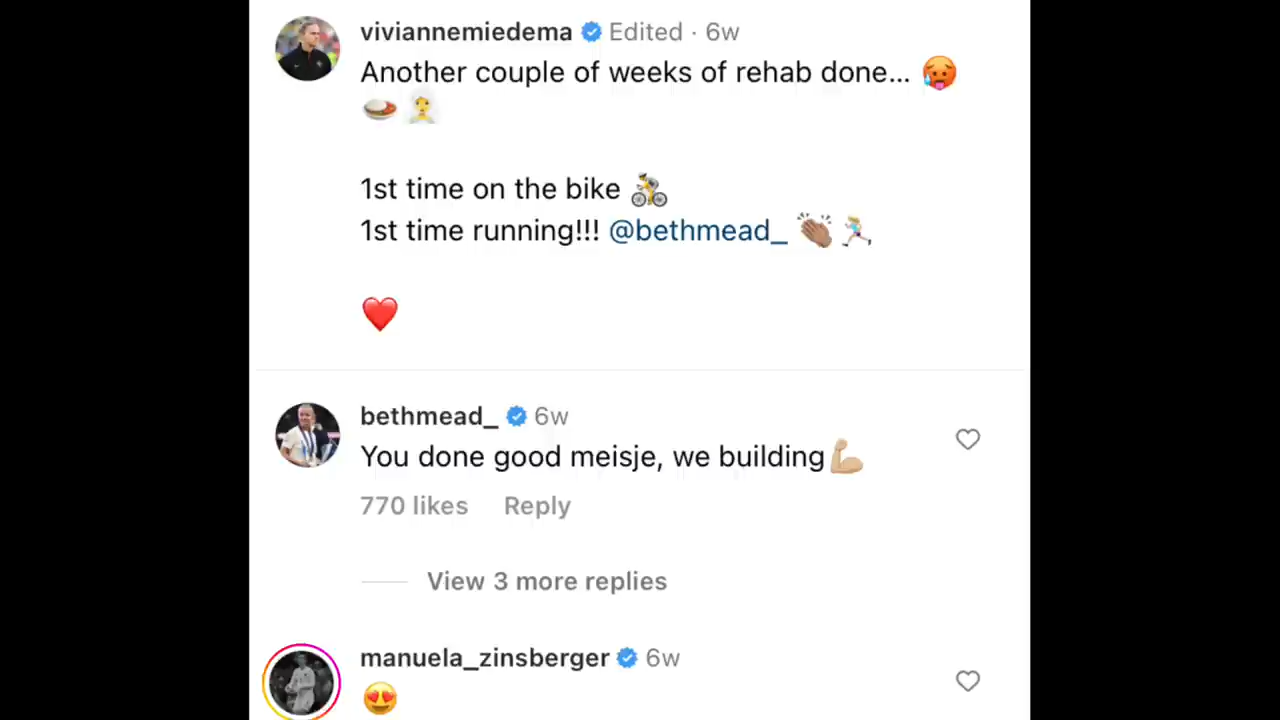 viviannemiedema Edited · 6w
Another couple of weeks of rehab done... 🥵
🍛 👰
1st time on the bike 🚴
1st time running!!! @bethmead_ 👏🏽 🏃🏼‍♀️
❤️
bethmead_ 6w
You done good meisje, we building💪🏼
770 likes Reply
View 3 more replies
manuela_zinsberger 6w
😍